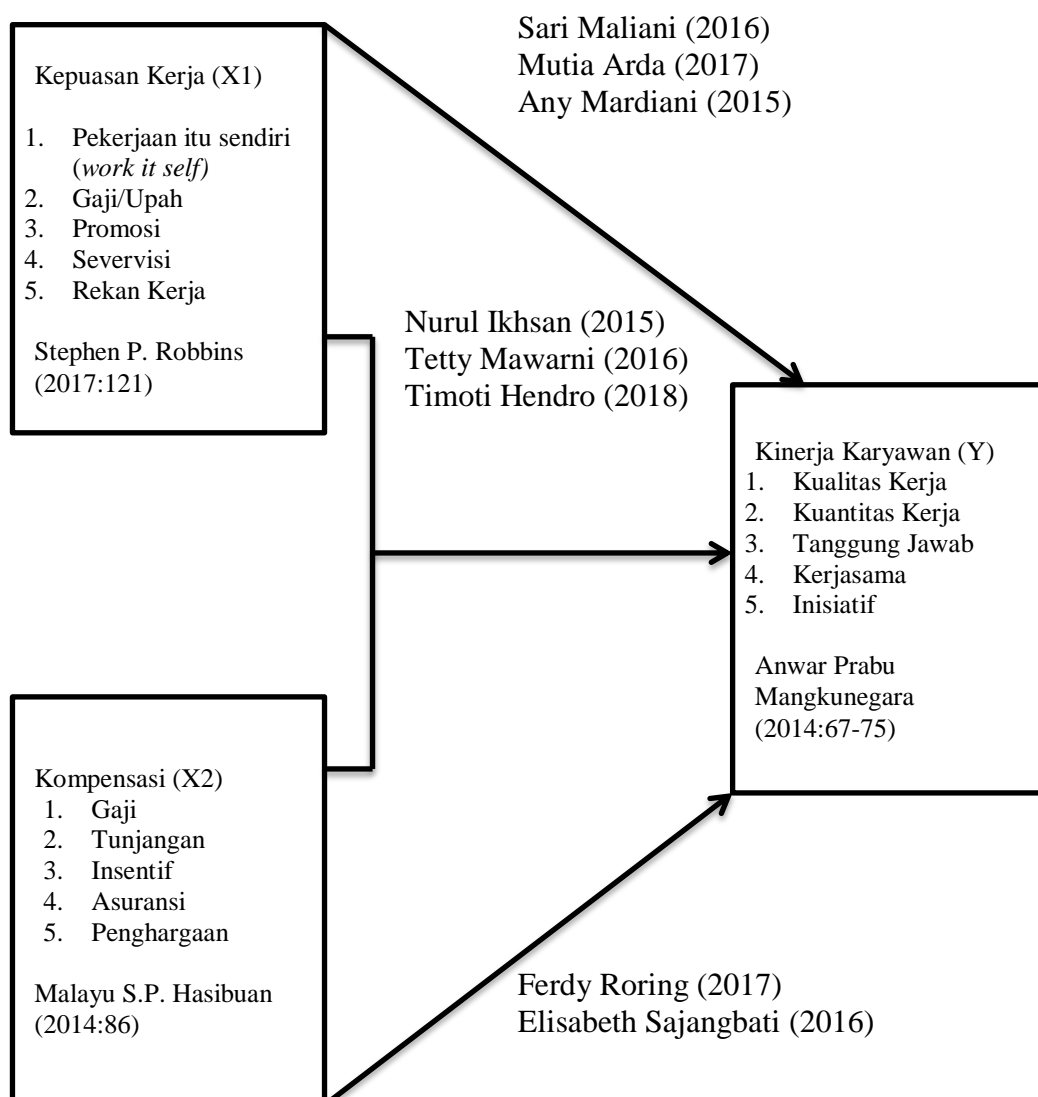 Sari Maliani (2016)
Mutia Arda (2017)
Any Mardiani (2015)
Kepuasan Kerja (X1)
1. Pekerjaan itu sendiri
(work it self)
2. Gaji/Upah
3. Promosi
4. Severvisi
5. Rekan Kerja
Stephen P. Robbins
(2017:121)
Nurul Ikhsan (2015)
Tetty Mawarni (2016)
Timoti Hendro (2018)
Kinerja Karyawan (Y)
1. Kualitas Kerja
2. Kuantitas Kerja
3. Tanggung Jawab
4. Kerjasama
5. Inisiatif
Anwar Prabu
Mangkunegara
(2014:67-75)
Kompensasi (X2)
1. Gaji
2. Tunjangan
3. Insentif
4. Asuransi
5. Penghargaan
Malayu S.P. Hasibuan
(2014:86)
Ferdy Roring (2017)
Elisabeth Sajangbati (2016)